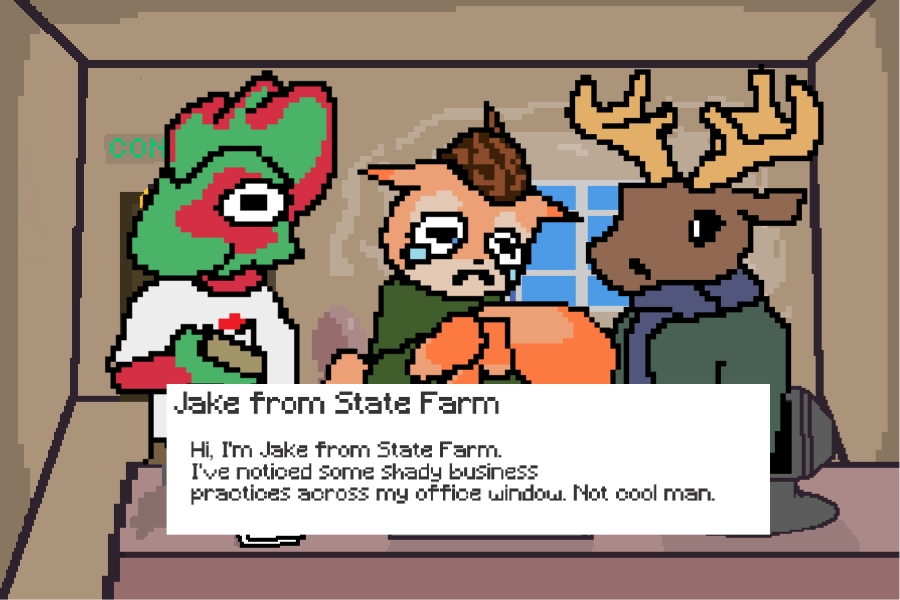 CON
Jake from State Farm
Hi, I'm Jake from State Farm.
I've noticed some shady business
practices across my office window. Not cool man.